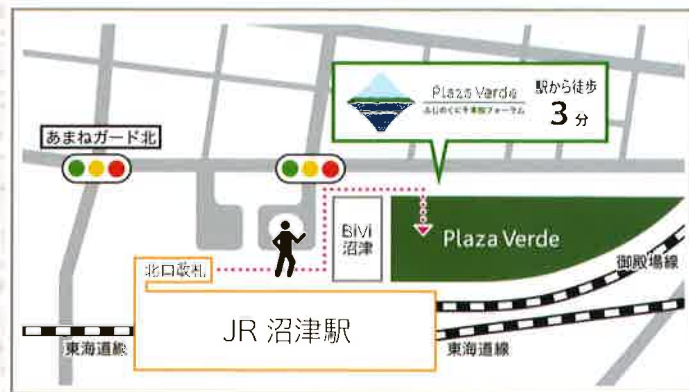 Plaza Verde
ふじのくに千本松フォーラム
駅から徒歩
3分
あまねガード北
BiVi
沼津
Plaza Verde
北口改札
御殿場線
JR 沼津駅
東海道線
東海道線